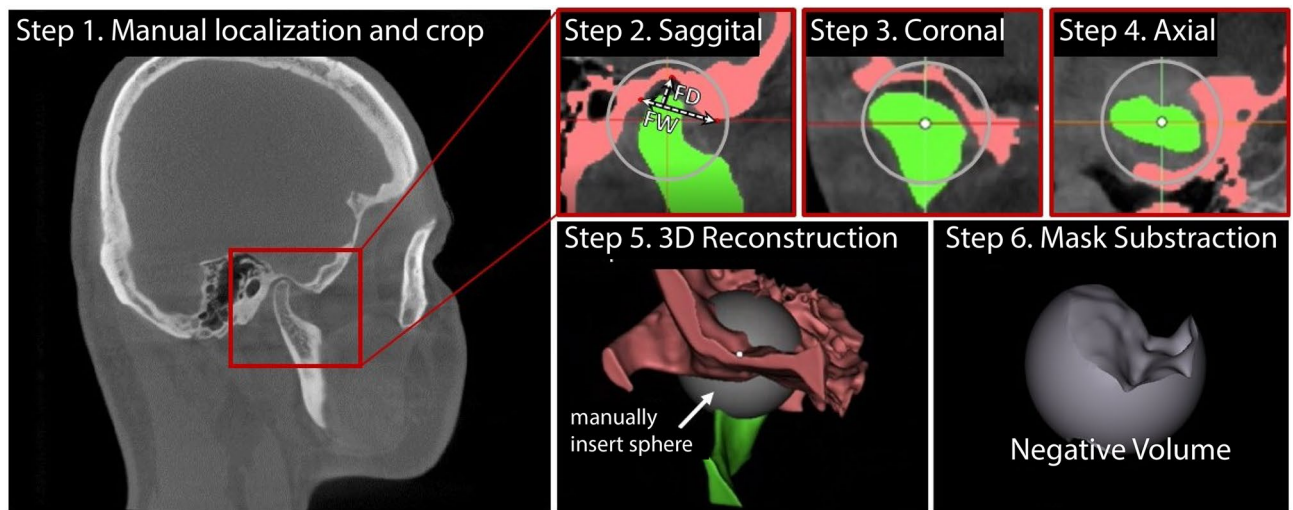 Step 1. Manual localization and crop
Step 2. Saggital
FD
FW
Step 3. Coronal
Step 4. Axial
Step 5. 3D Reconstruction
manually
insert sphere
Step 6. Mask Substraction
Negative Volume